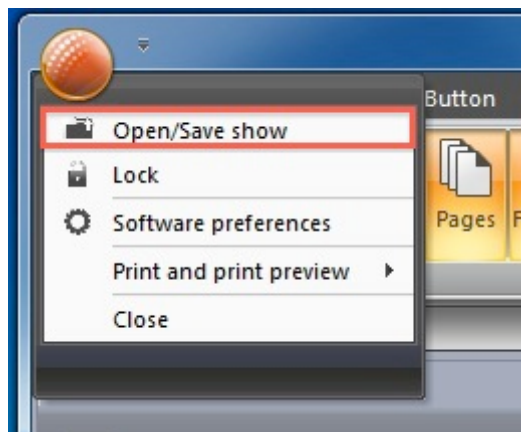 Button
Open/Save show
Lock
Software preferences
Print and print preview
Close
Pages